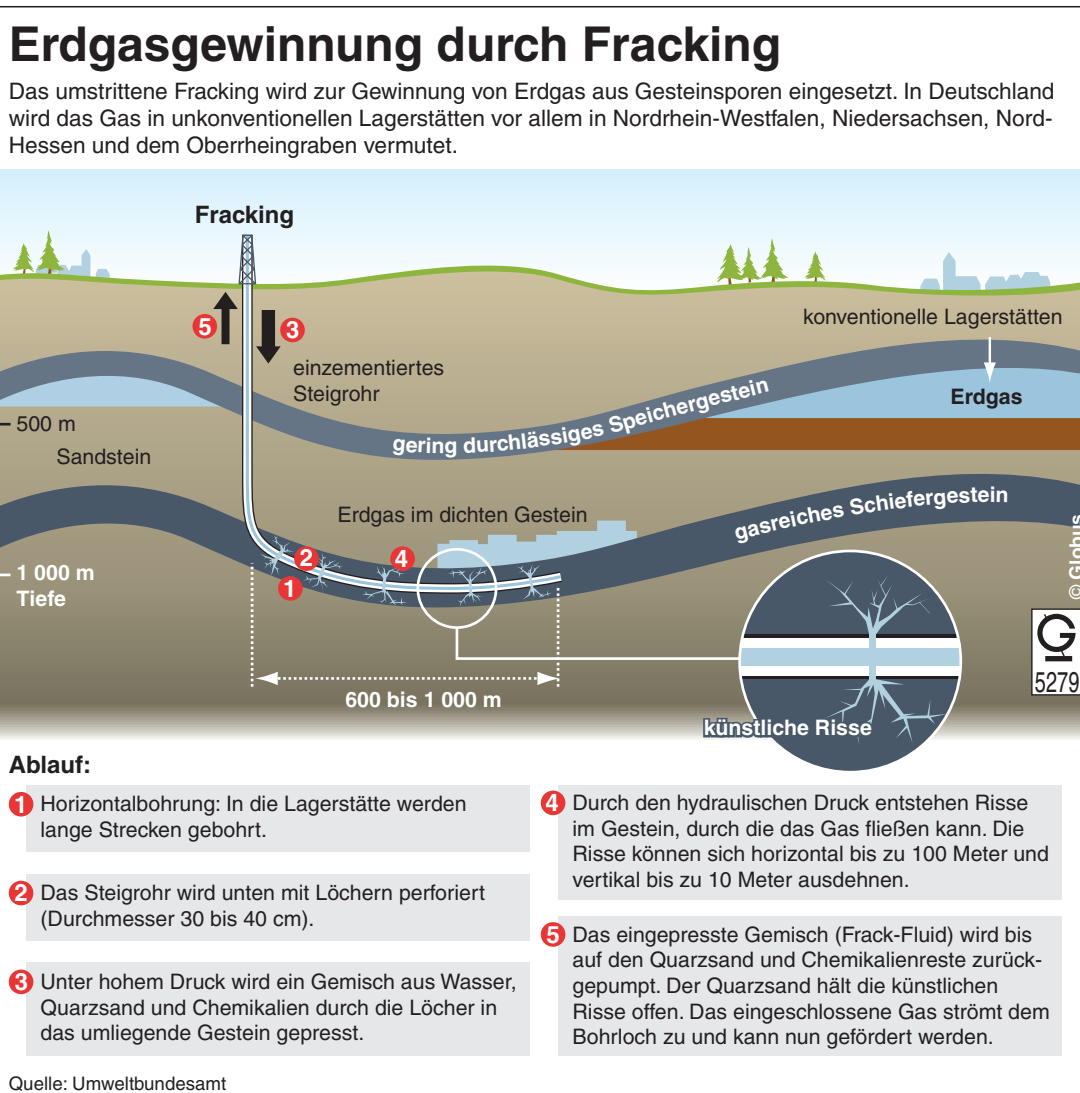 Erdgasgewinnung durch Fracking
Das umstrittene Fracking wird zur Gewinnung von Erdgas aus Gesteinsporen eingesetzt. In Deutschland
wird das Gas in unkonventionellen Lagerstätten vor allem in Nordrhein-Westfalen, Niedersachsen, Nord-
Hessen und dem Oberrheingraben vermutet.
Fracking
5
3
konventionelle Lagerstätten
einzementiertes
Steigrohr
Erdgas
gering durchlässiges Speichergestein
500 m
Sandstein
gasreiches Schiefergestein
Erdgas im dichten Gestein
2
4
1
1 000 m
Tiefe
600 bis 1 000 m
künstliche Risse
© Globus
G
5279
Ablauf:
1 Horizontalbohrung: In die Lagerstätte werden
lange Strecken gebohrt.
2 Das Steigrohr wird unten mit Löchern perforiert
(Durchmesser 30 bis 40 cm).
3 Unter hohem Druck wird ein Gemisch aus Wasser,
Quarzsand und Chemikalien durch die Löcher in
das umliegende Gestein gepresst.
4 Durch den hydraulischen Druck entstehen Risse
im Gestein, durch die das Gas fließen kann. Die
Risse können sich horizontal bis zu 100 Meter und
vertikal bis zu 10 Meter ausdehnen.
5 Das eingepresste Gemisch (Frack-Fluid) wird bis
auf den Quarzsand und Chemikalienreste zurück-
gepumpt. Der Quarzsand hält die künstlichen
Risse offen. Das eingeschlossene Gas strömt dem
Bohrloch zu und kann nun gefördert werden.
Quelle: Umweltbundesamt